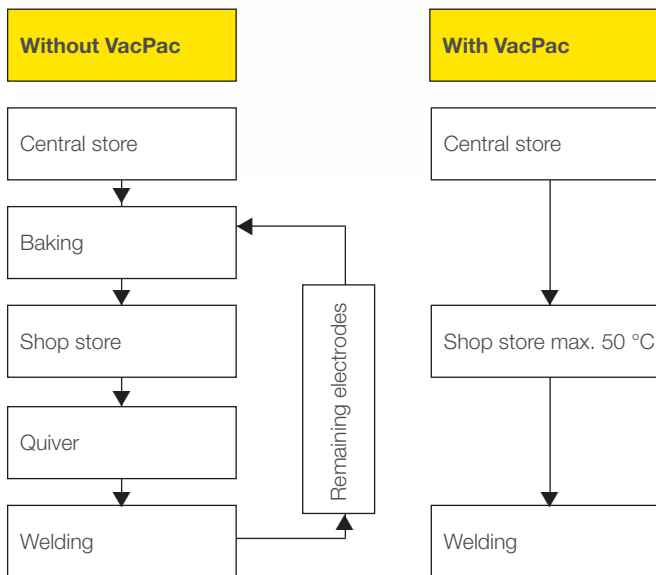 Without VacPac
Central store
Baking
Shop store
Quiver
Welding
Remaining electrodes
With VacPac
Central store
Shop store max. 50 °C
Welding